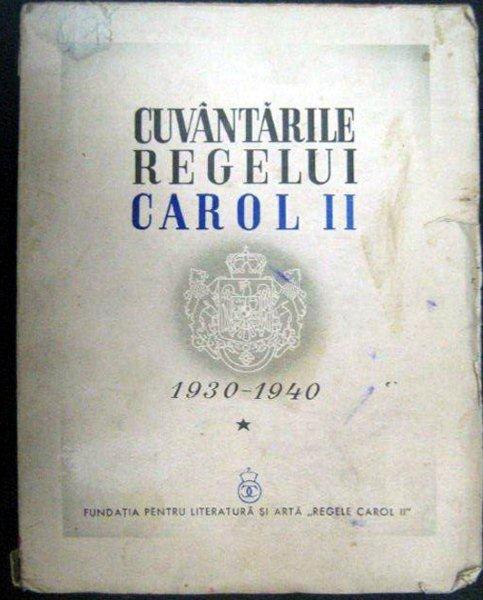 CUVÂNTĂRILE
REGELUI
CAROL II
1930-1940
FUNDAȚIA PENTRU LITERATURĂ ȘI ARTĂ „REGELE CAROL II"